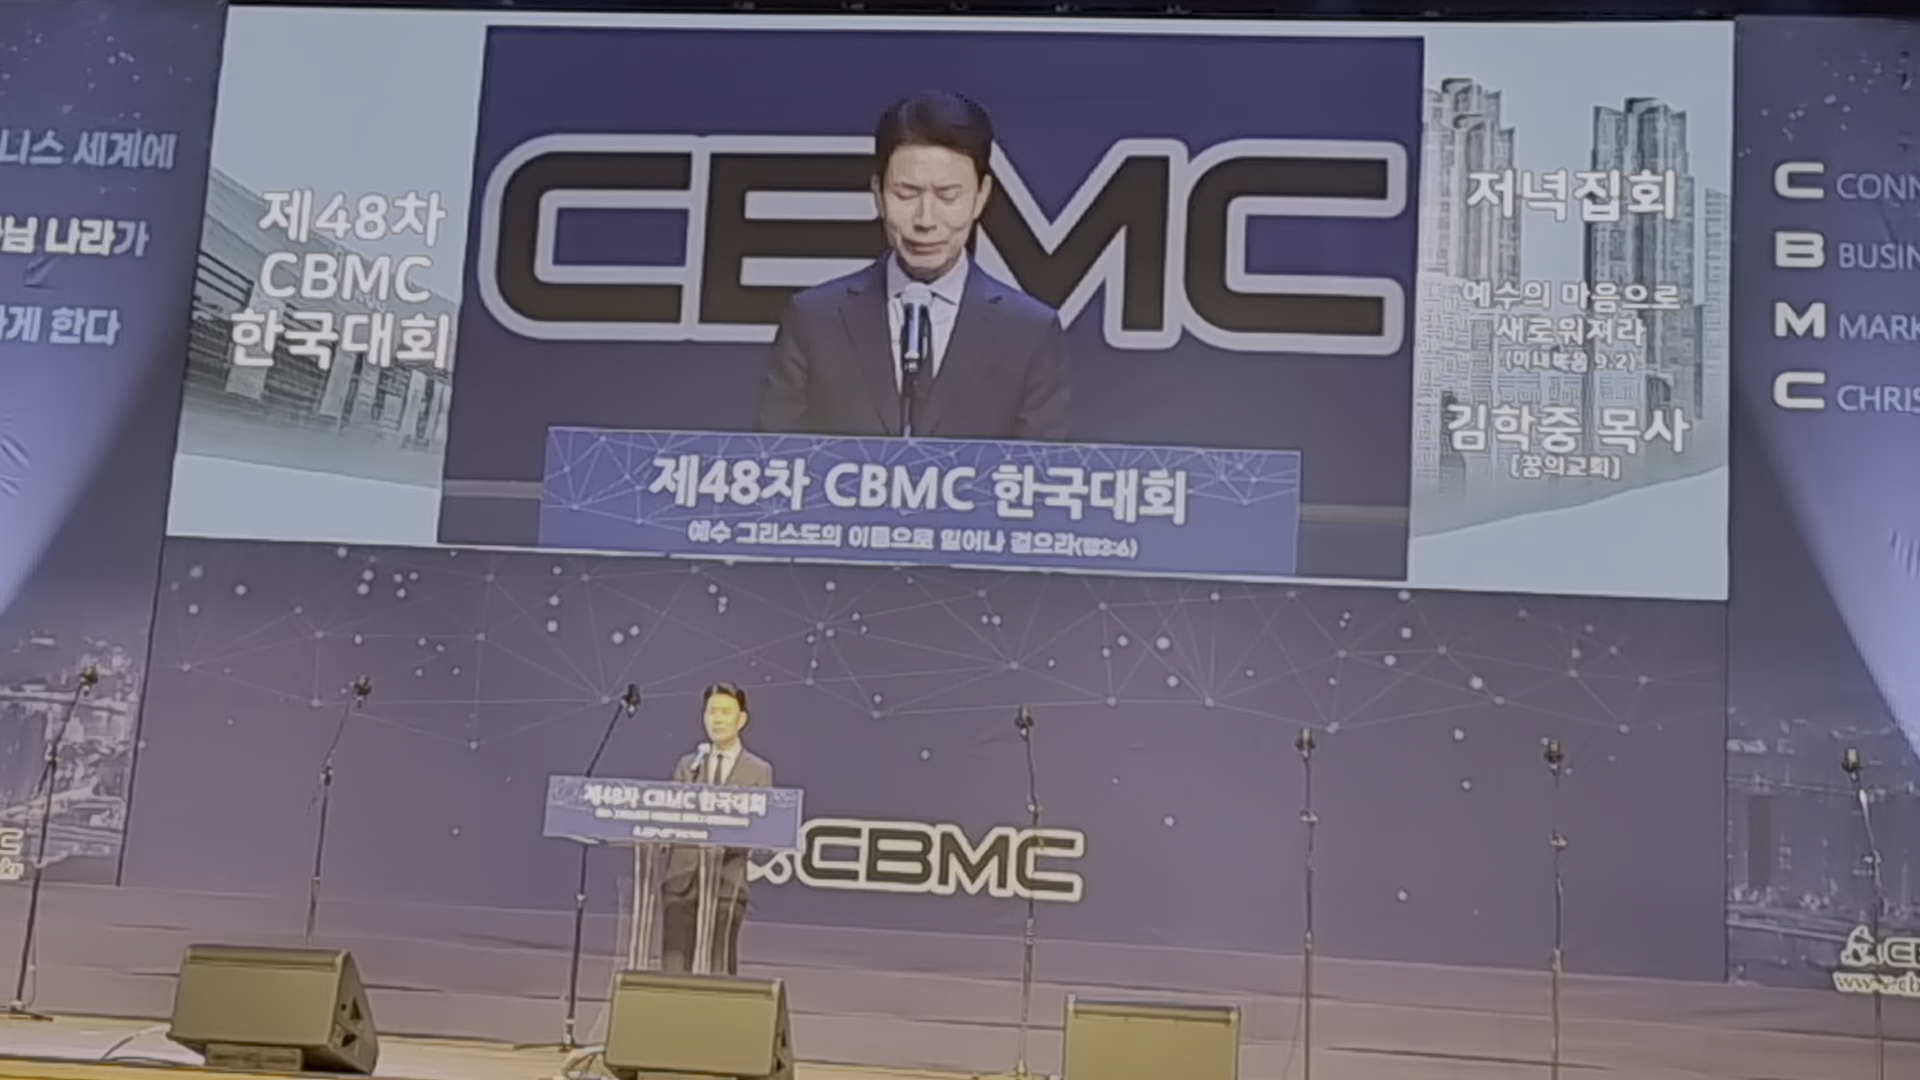 니스 세계에
님 나라가
게 한다
제48차
CBMC
한국대회
CBMC
제48차 CBMC 한국대회
예수 그리스도의 이름으로 일어나 걸으라(행3:6)
저녁집회
예수의 마음으로
새로워져라
김학중 목사
[꿈의교회]
C CONN
B BUSIN
M MARK
C CHRIS
제48차 CBMC 한국대회
CBMC